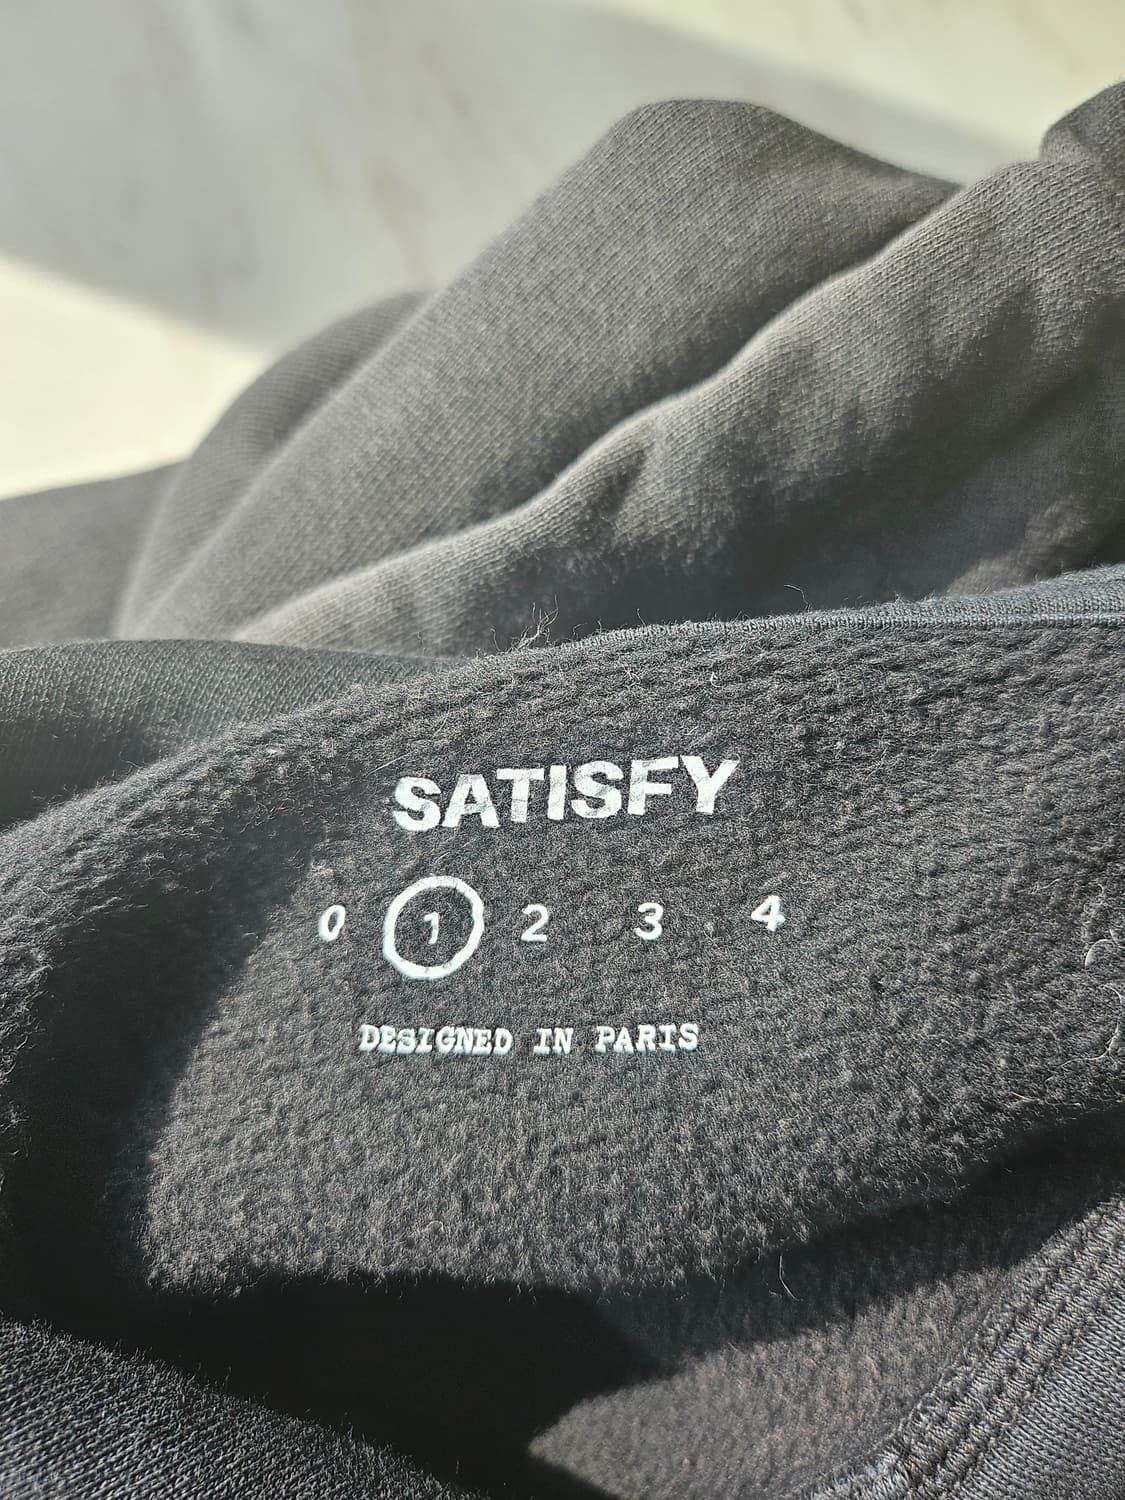 SATISFY
0 1 2 3 4
DESIGNED IN PARIS